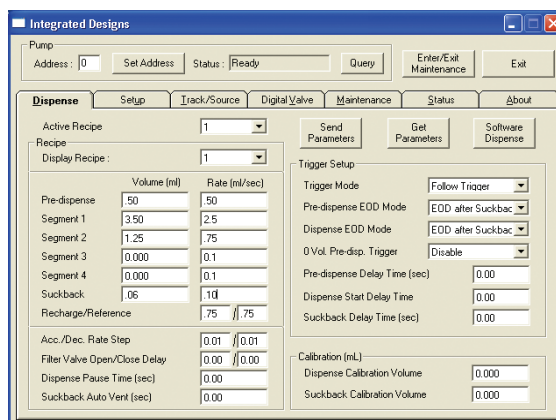 Integrated Designs
Pump
Address : 0 Set Address Status : Ready Query Enter/Exit Maintenance Exit
Dispense Setup Track/Source Digital Valve Maintenance Status About
Active Recipe 1 Send Parameters Get Parameters Software Dispense
Recipe
Display Recipe : 1
Volume (ml) Rate (ml/sec)
Pre-dispense .50 .50
Segment 1 3.50 2.5
Segment 2 1.25 .75
Segment 3 0.000 0.1
Segment 4 0.000 0.1
Suckback .06 .10
Recharge/Reference .75 / .75
Acc./Dec. Rate Step 0.01 / 0.01
Filter Valve Open/Close Delay 0.00 / 0.00
Dispense Pause Time (sec) 0.00
Suckback Auto Vent (sec) 0.00
Trigger Setup
Trigger Mode Follow Trigger
Pre-dispense EOD Mode EOD after Suckbac
Dispense EOD Mode EOD after Suckbac
0 Vol. Pre-disp. Trigger Disable
Pre-dispense Delay Time (sec) 0.00
Dispense Start Delay Time 0.00
Suckback Delay Time (sec) 0.00
Calibration (mL)
Dispense Calibration Volume 0.000
Suckback Calibration Volume 0.000